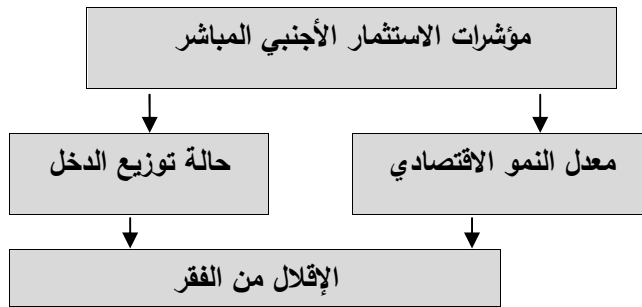 مؤشرات الاستثمار الأجنبي المباشر
معدل النمو الاقتصادي
حالة توزيع الدخل
الإقلال من الفقر